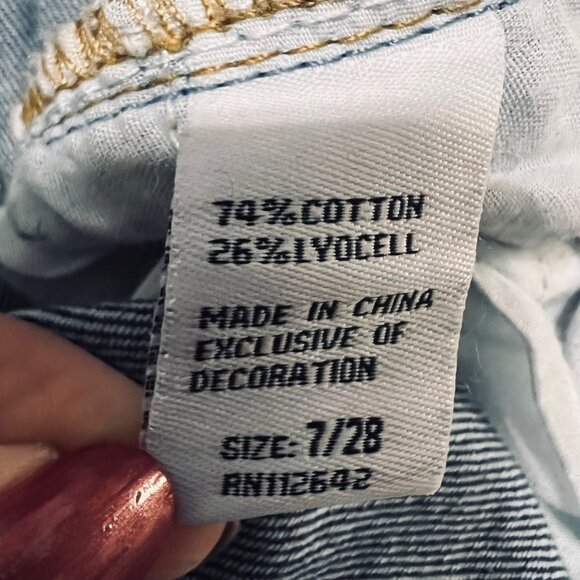 74%COTTON
26%LYOCELL
MADE IN CHINA
EXCLUSIVE OF
DECORATION
SIZE: 7/28
RN112642